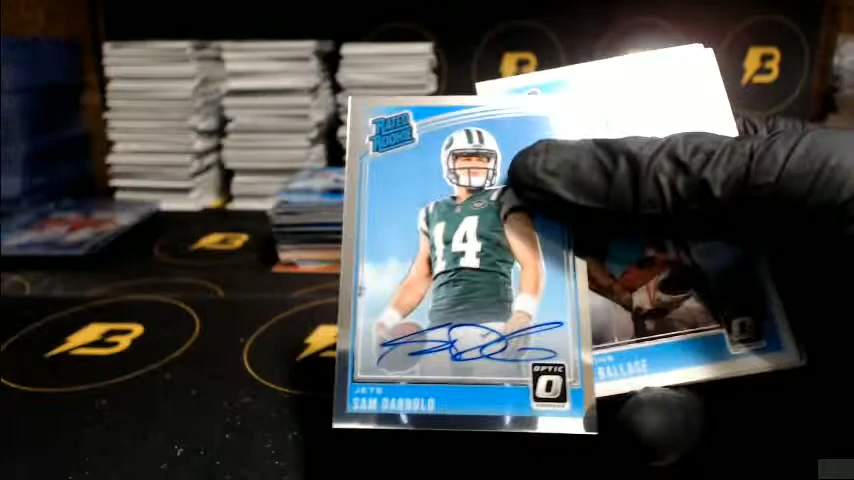 RATED
ROOKIE
14
OPTIC
JETS
SAM DARNOLD
BALLAGE
B
B
B
B
B